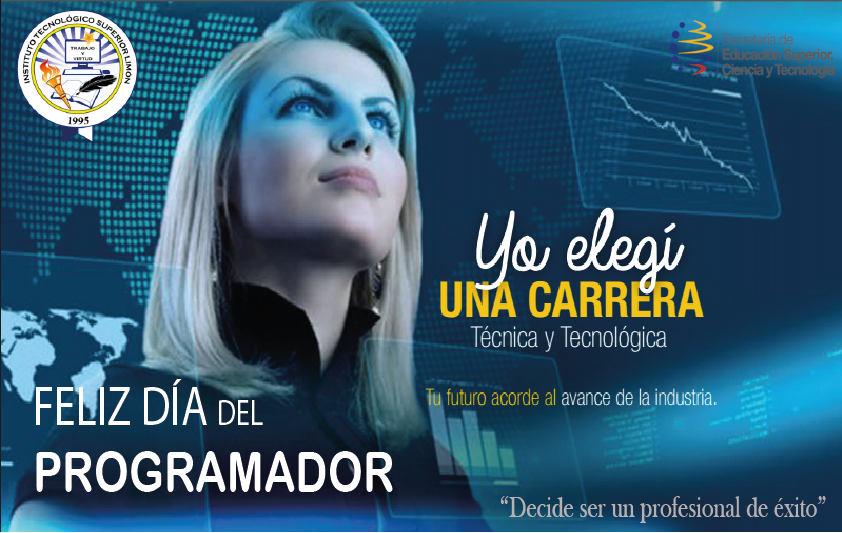 INSTITUTO TECNOLÓGICO SUPERIOR LIMÓN
TRABAJO
Y
VIRTUD
1995
Secretaría de
Educación Superior,
Ciencia y Tecnología
Yo elegí
UNA CARRERA
Técnica y Tecnológica
Tu futuro acorde al avance de la industria.
FELIZ DÍA DEL
PROGRAMADOR
“Decide ser un profesional de éxito”